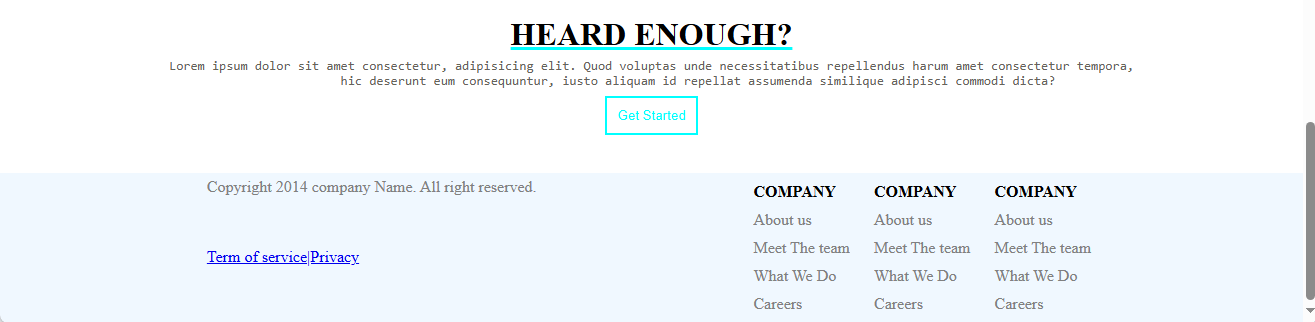 HEARD ENOUGH?
Lorem ipsum dolor sit amet consectetur, adipisicing elit. Quod voluptas unde necessitatibus repellendus harum amet consectetur tempora,
hic deserunt eum consequuntur, iusto aliquam id repellat assumenda similique adipisci commodi dicta?
Get Started
Copyright 2014 company Name. All right reserved.
Term of service|Privacy
COMPANY
About us
Meet The team
What We Do
Careers
COMPANY
About us
Meet The team
What We Do
Careers
COMPANY
About us
Meet The team
What We Do
Careers